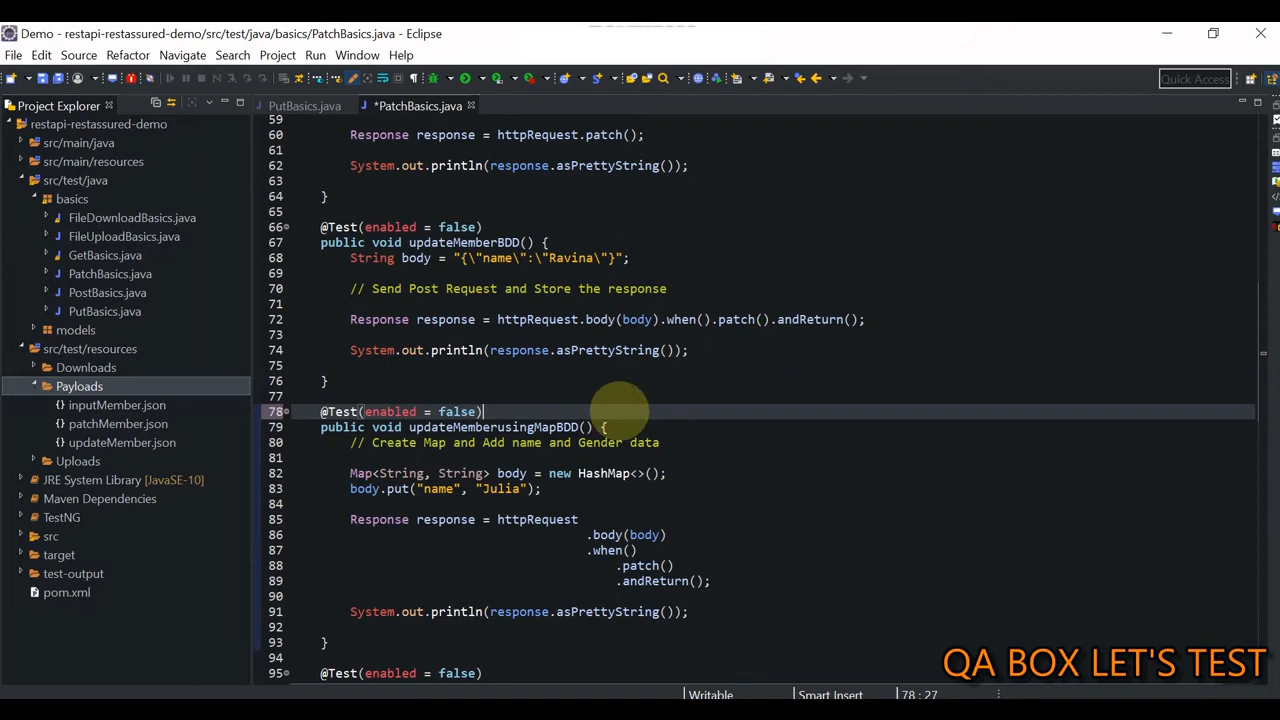 Demo - restapi-restassured-demo/src/test/java/basics/PatchBasics.java - Eclipse
File Edit Source Refactor Navigate Search Project Run Window Help
Quick Access
Project Explorer
PutBasics.java
*PatchBasics.java
restapi-restassured-demo
src/main/java
src/main/resources
src/test/java
basics
FileDownloadBasics.java
FileUploadBasics.java
GetBasics.java
PatchBasics.java
PostBasics.java
PutBasics.java
models
src/test/resources
Downloads
Payloads
inputMember.json
patchMember.json
updateMember.json
Uploads
JRE System Library [JavaSE-10]
Maven Dependencies
TestNG
src
target
test-output
pom.xml
59
60 Response response = httpRequest.patch();
61
62 System.out.println(response.asPrettyString());
63
64 }
65
66 @Test(enabled = false)
67 public void updateMemberBDD() {
68 String body = "{\"name\":\"Ravina\"}";
69
70 // Send Post Request and Store the response
71
72 Response response = httpRequest.body(body).when().patch().andReturn();
73
74 System.out.println(response.asPrettyString());
75
76 }
77
78 @Test(enabled = false)
79 public void updateMemberusingMapBDD() {
80 // Create Map and Add name and Gender data
81
82 Map<String, String> body = new HashMap<>();
83 body.put("name", "Julia");
84
85 Response response = httpRequest
86 .body(body)
87 .when()
88 .patch()
89 .andReturn();
90
91 System.out.println(response.asPrettyString());
92
93 }
94
95 @Test(enabled = false)
QA BOX LET'S TEST
Writable Smart Insert 78 : 27